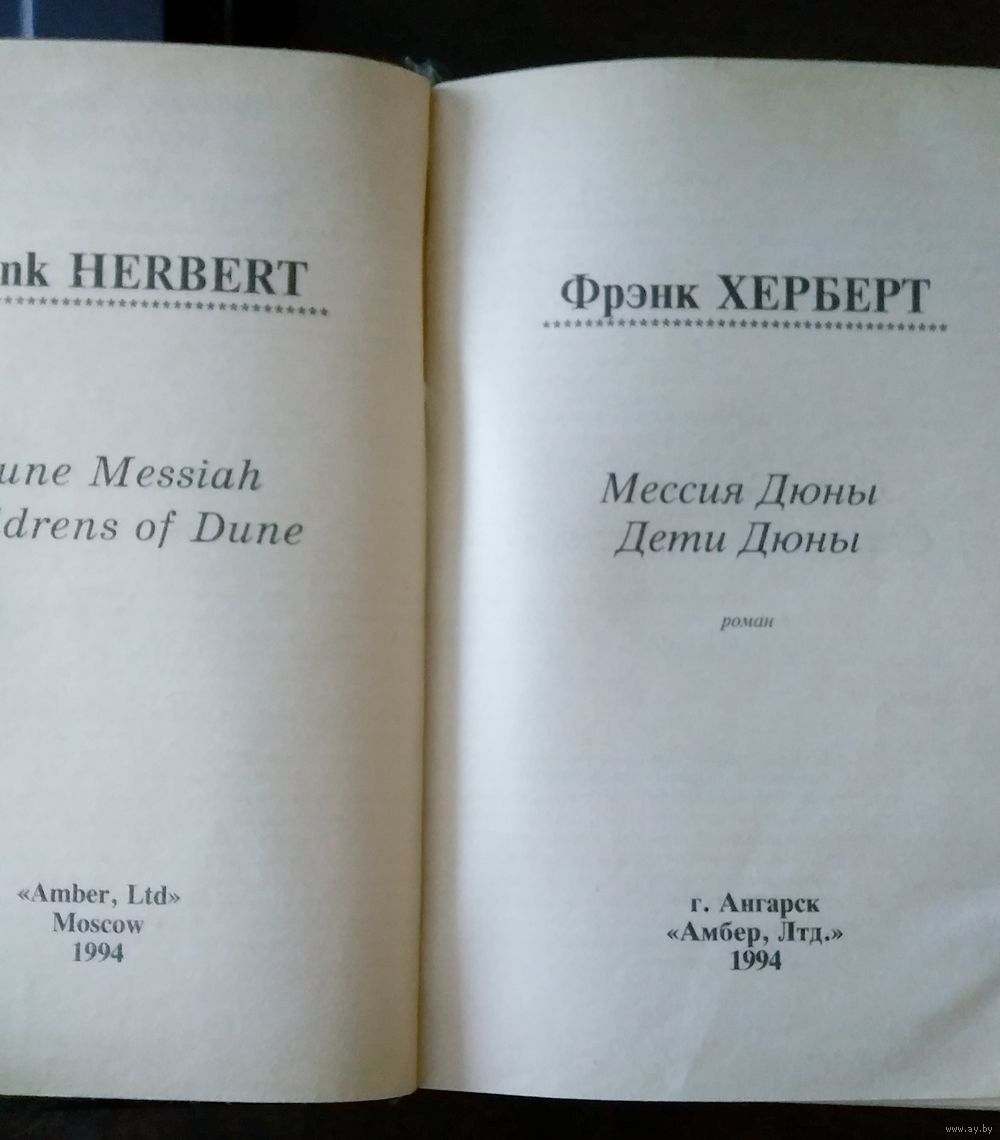 nk HERBERT
une Messiah
drens of Dune
«Amber, Ltd»
Moscow
1994
Фрэнк ХЕРБЕРТ
Мессия Дюны
Дети Дюны
роман
г. Ангарск
«Амбер, Лтд.»
1994
www.ay.by